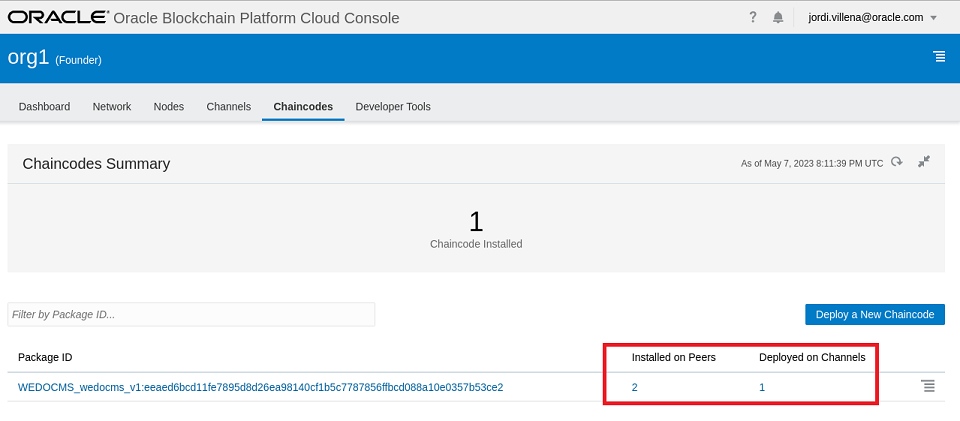 ORACLE® Oracle Blockchain Platform Cloud Console ? jordi.villena@oracle.com
org1 (Founder)
Dashboard Network Nodes Channels Chaincodes Developer Tools
Chaincodes Summary As of May 7, 2023 8:11:39 PM UTC
1
Chaincode Installed
Filter by Package ID... Deploy a New Chaincode
Package ID Installed on Peers Deployed on Channels
WEDOCMS_wedocms_v1:eeaed6bcd11fe7895d8d26ea98140cf1b5c7787856ffbcd088a10e0357b53ce2 2 1